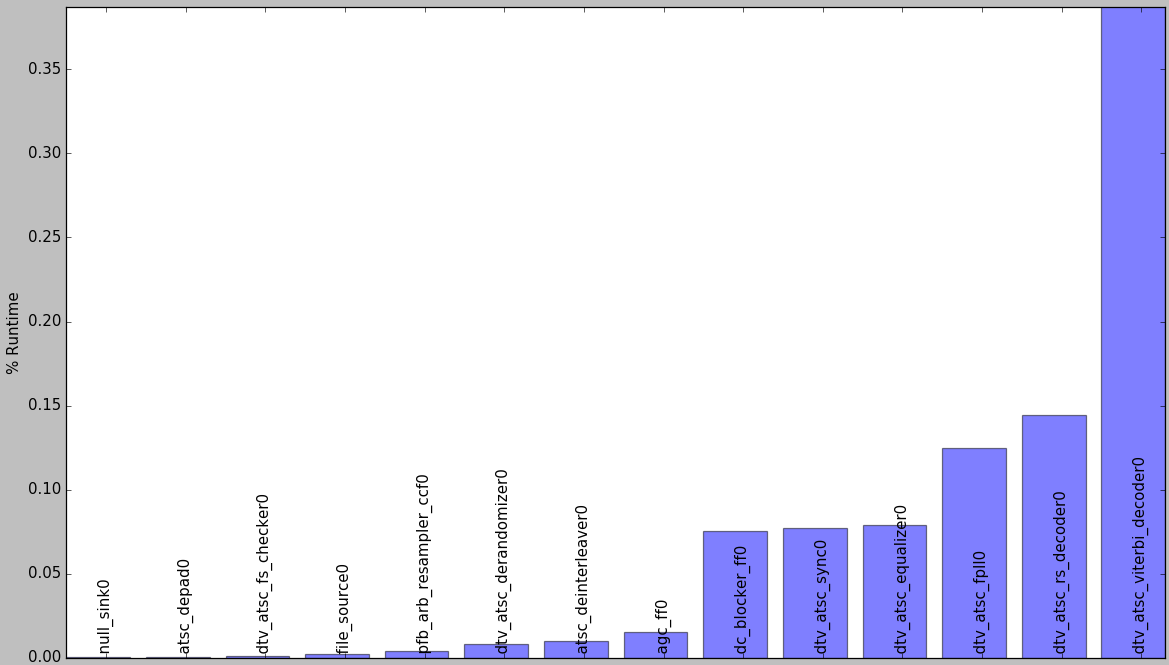 % Runtime
0.35
0.30
0.25
0.20
0.15
0.10
0.05
0.00
null_sink0
atsc_depad0
dtv_atsc_fs_checker0
file_source0
pfb_arb_resampler_ccf0
dtv_atsc_derandomizer0
atsc_deinterleaver0
agc_ff0
dc_blocker_ff0
dtv_atsc_sync0
dtv_atsc_equalizer0
dtv_atsc_fpll0
dtv_atsc_rs_decoder0
dtv_atsc_viterbi_decoder0